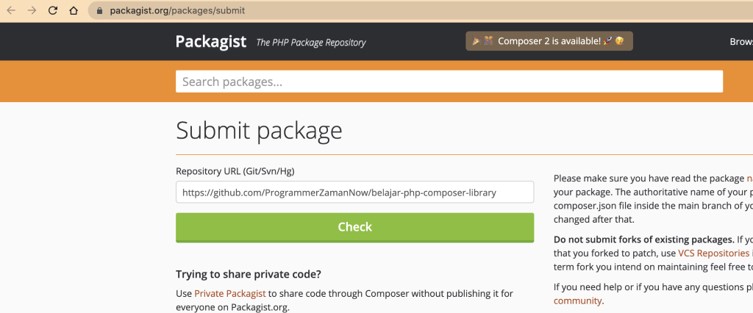 packagist.org/packages/submit
Packagist The PHP Package Repository
Composer 2 is available!
Search packages...
Submit package
Repository URL (Git/Svn/Hg)
https://github.com/ProgrammerZamanNow/belajar-php-composer-library
Check
Trying to share private code?
Use Private Packagist to share code through Composer without publishing it for
everyone on Packagist.org.
Please make sure you have read the package
your package. The authoritative name of your
composer.json file inside the main branch of
changed after that.
Do not submit forks of existing packages. If
that you forked to patch, use VCS Repositories
term fork you intend on maintaining feel free
If you need help or if you have any questions
community.